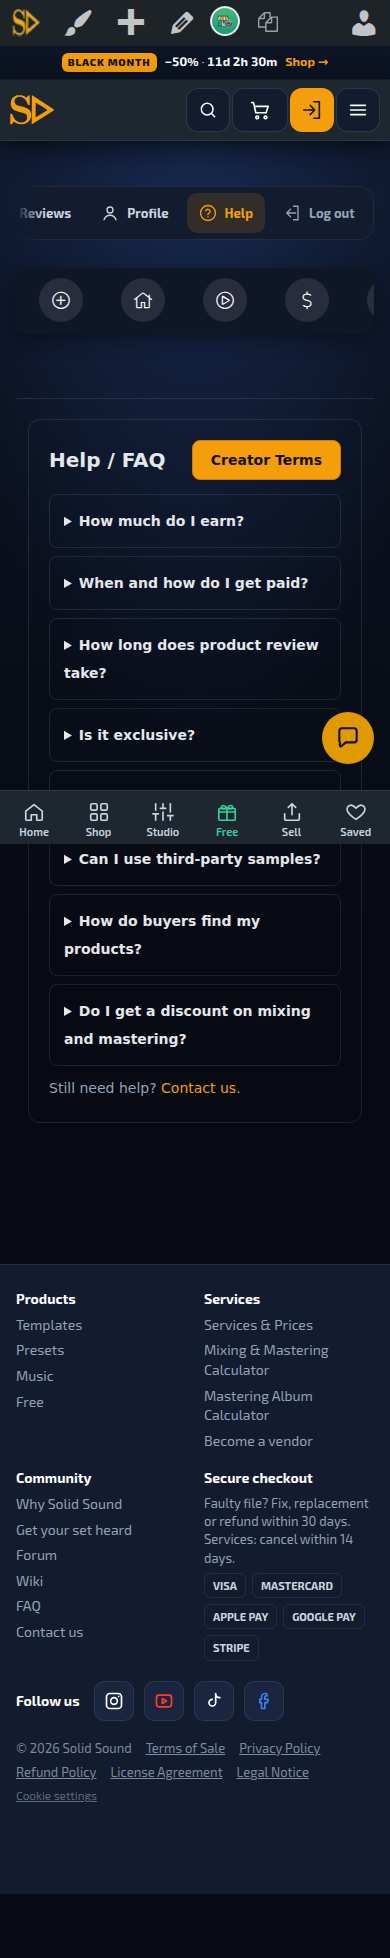 BLACK MONTH −50% · 11d 2h 30m Shop →
Reviews Profile Help Log out
Help / FAQ Creator Terms
How much do I earn?
When and how do I get paid?
How long does product review
take?
Is it exclusive?
Home Shop Studio Free Sell Saved
Can I use third-party samples?
How do buyers find my
products?
Do I get a discount on mixing
and mastering?
Still need help? Contact us.
Products
Templates
Presets
Music
Free
Services
Services & Prices
Mixing & Mastering
Calculator
Mastering Album
Calculator
Become a vendor
Community
Why Solid Sound
Get your set heard
Forum
Wiki
FAQ
Contact us
Secure checkout
Faulty file? Fix, replacement
or refund within 30 days.
Services: cancel within 14
days.
VISA MASTERCARD
APPLE PAY GOOGLE PAY
STRIPE
Follow us
© 2026 Solid Sound Terms of Sale Privacy Policy
Refund Policy License Agreement Legal Notice
Cookie settings